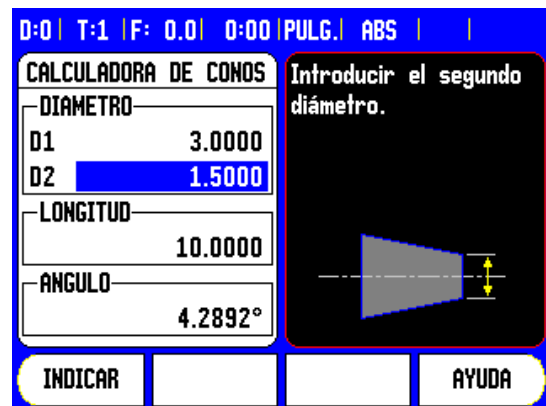 D:0 | T:1 | F: 0.0 | 0:00 | PULG. | ABS | |
CALCULADORA DE CONOS
DIAMETRO
D1 3.0000
D2 1.5000
LONGITUD
10.0000
ANGULO
4.2892°
Introducir el segundo
diámetro.
INDICAR
AYUDA